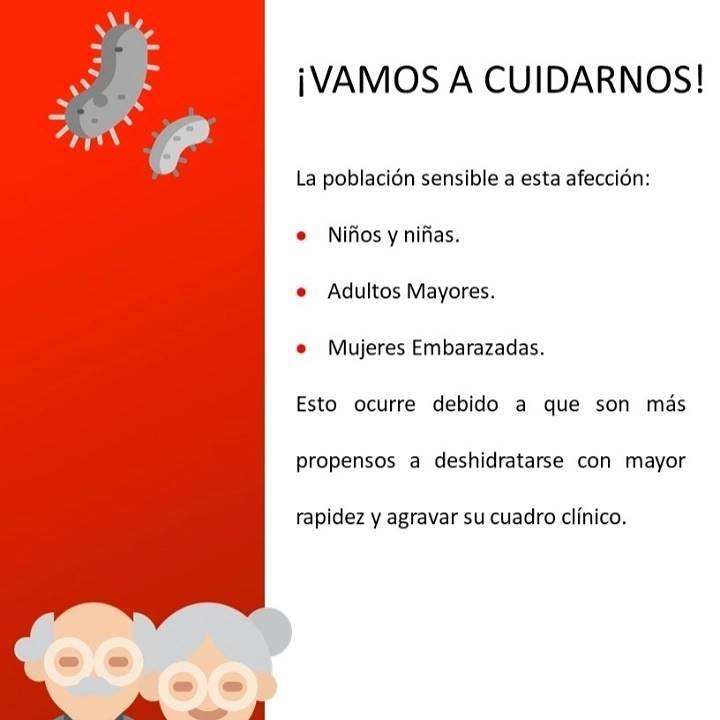 ¡VAMOS A CUIDARNOS!
La población sensible a esta afección:
• Niños y niñas.
• Adultos Mayores.
• Mujeres Embarazadas.
Esto ocurre debido a que son más
propensos a deshidratarse con mayor
rapidez y agravar su cuadro clínico.